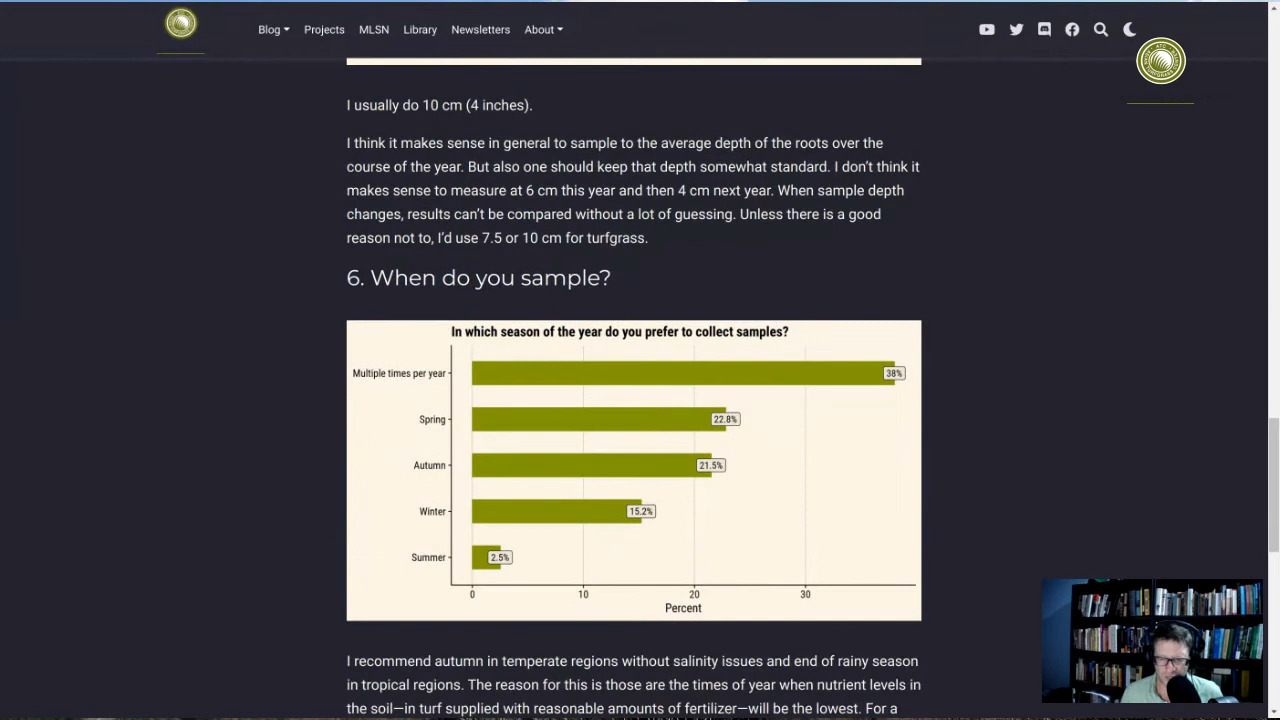 Blog Projects MLSN Library Newsletters About
I usually do 10 cm (4 inches).
I think it makes sense in general to sample to the average depth of the roots over the
course of the year. But also one should keep that depth somewhat standard. I don’t think it
makes sense to measure at 6 cm this year and then 4 cm next year. When sample depth
changes, results can’t be compared without a lot of guessing. Unless there is a good
reason not to, I’d use 7.5 or 10 cm for turfgrass.
6. When do you sample?
In which season of the year do you prefer to collect samples?
Multiple times per year 38%
Spring 22.8%
Autumn 21.5%
Winter 15.2%
Summer 2.5%
0 10 20 30
Percent
I recommend autumn in temperate regions without salinity issues and end of rainy season
in tropical regions. The reason for this is those are the times of year when nutrient levels in
the soil—in turf supplied with reasonable amounts of fertilizer—will be the lowest. For a